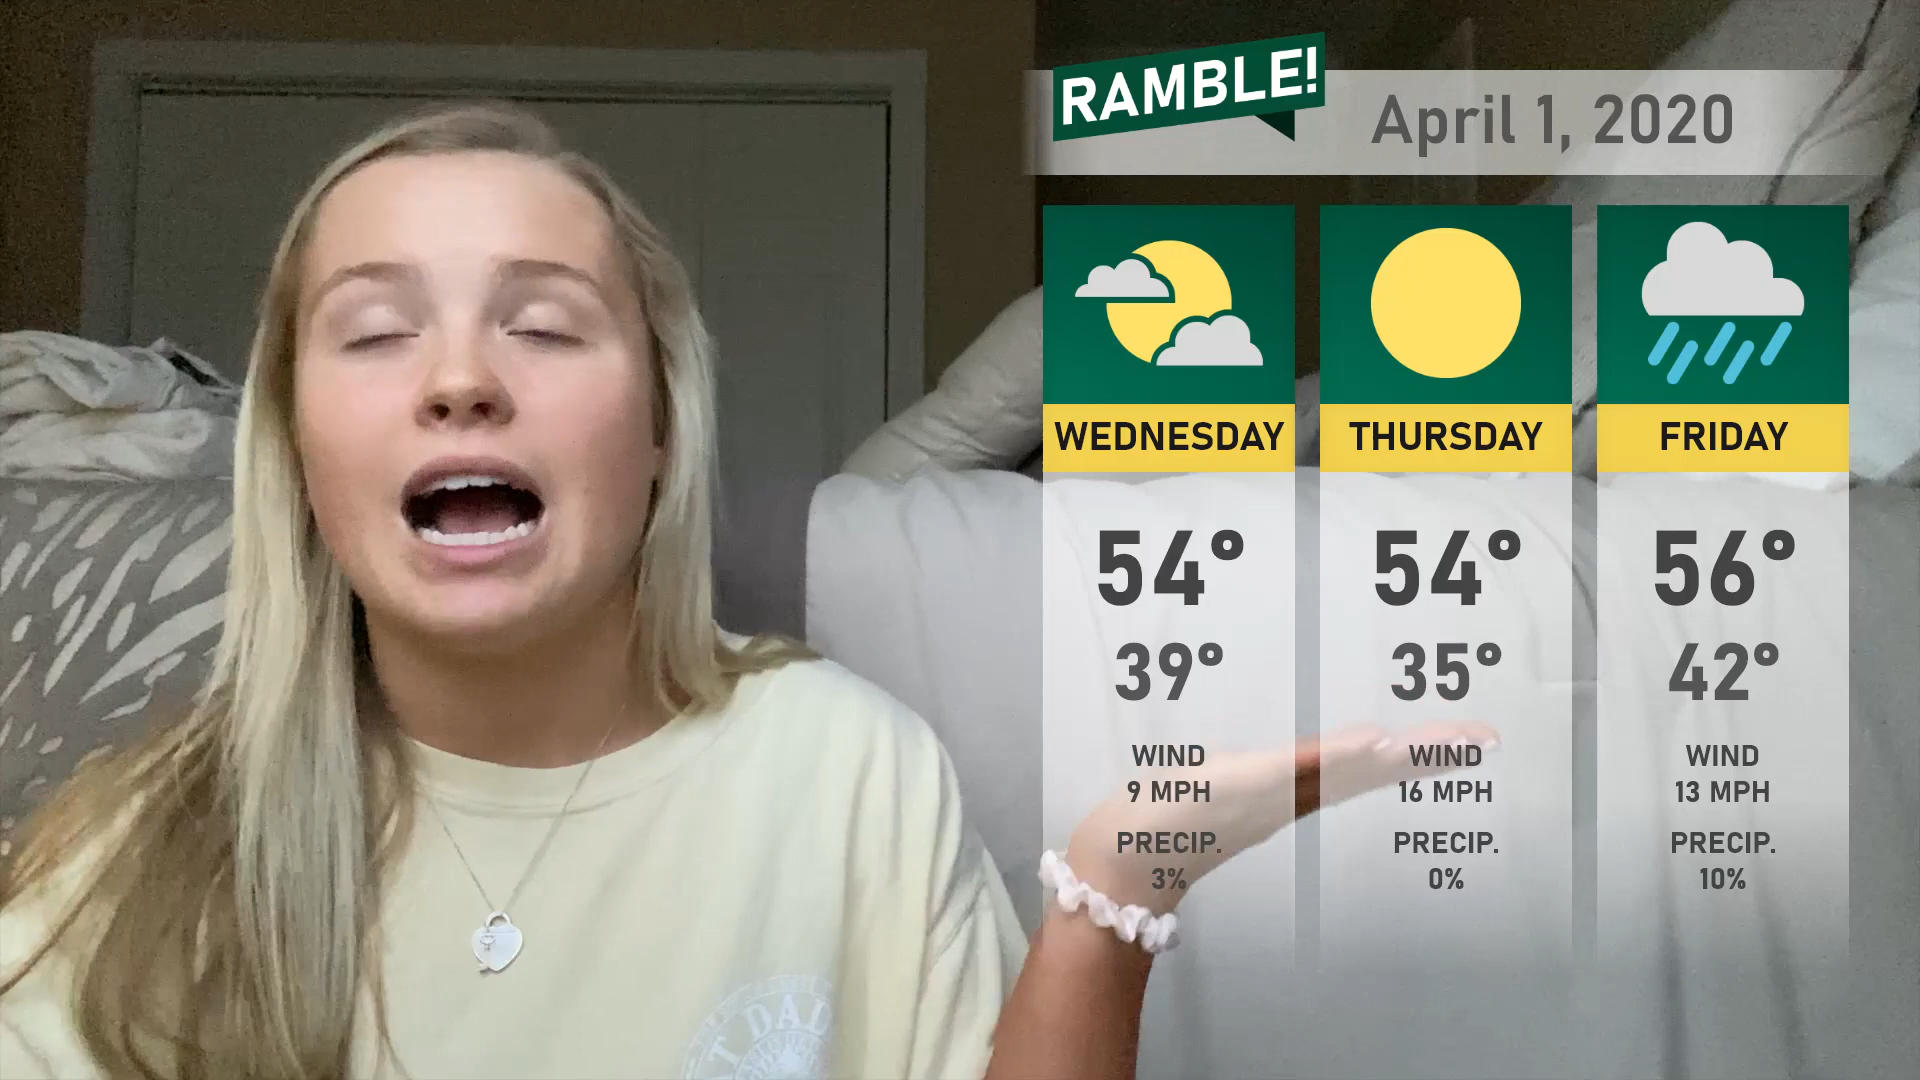 RAMBLE!
April 1, 2020
WEDNESDAY
54°
39°
WIND
9 MPH
PRECIP.
3%
THURSDAY
54°
35°
WIND
16 MPH
PRECIP.
0%
FRIDAY
56°
42°
WIND
13 MPH
PRECIP.
10%
T DAD